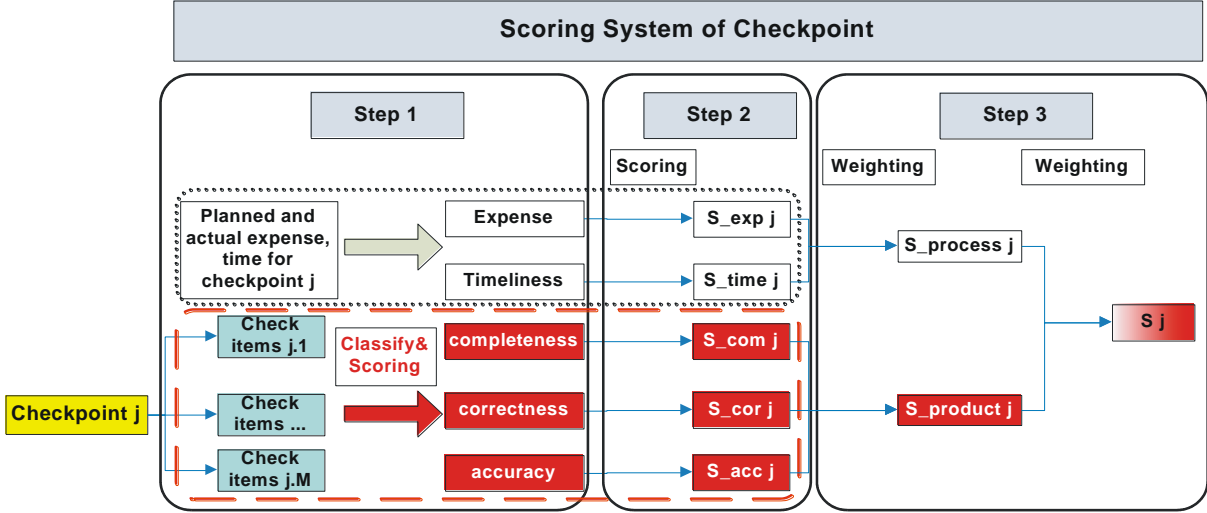 Scoring System of Checkpoint
Step 1
Step 2
Step 3
Scoring
Weighting
Weighting
Planned and
actual expense,
time for
checkpoint j
Expense
S_exp j
S_process j
Timeliness
S_time j
S j
Check
items j.1
Classify&
Scoring
completeness
S_com j
Checkpoint j
Check
items ...
correctness
S_cor j
S_product j
Check
items j.M
accuracy
S_acc j